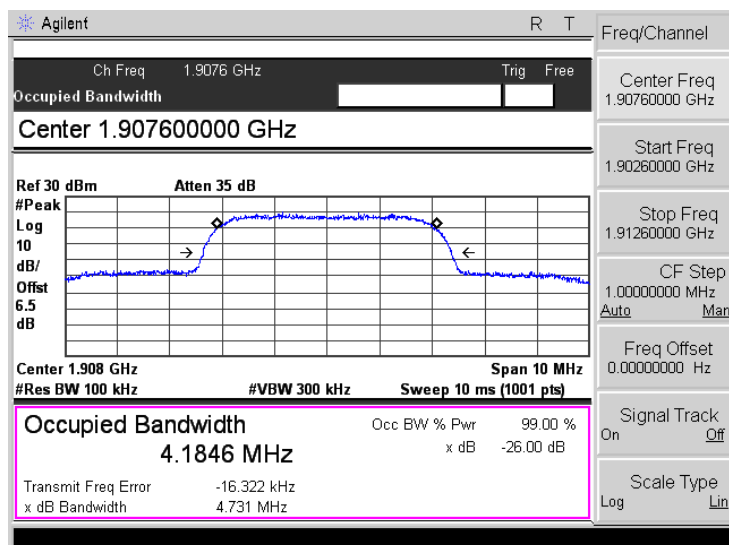 Agilent R T
Ch Freq 1.9076 GHz Trig Free
Occupied Bandwidth
Center 1.907600000 GHz
Ref 30 dBm Atten 35 dB
#Peak
Log
10
dB/
Offst
6.5
dB
Center 1.908 GHz Span 10 MHz
#Res BW 100 kHz #VBW 300 kHz Sweep 10 ms (1001 pts)
Occupied Bandwidth Occ BW % Pwr 99.00 %
4.1846 MHz x dB -26.00 dB
Transmit Freq Error -16.322 kHz
x dB Bandwidth 4.731 MHz
Freq/Channel
Center Freq
1.90760000 GHz
Start Freq
1.90260000 GHz
Stop Freq
1.91260000 GHz
CF Step
1.00000000 MHz
Auto Man
Freq Offset
0.00000000 Hz
Signal Track
On Off
Scale Type
Log Lin